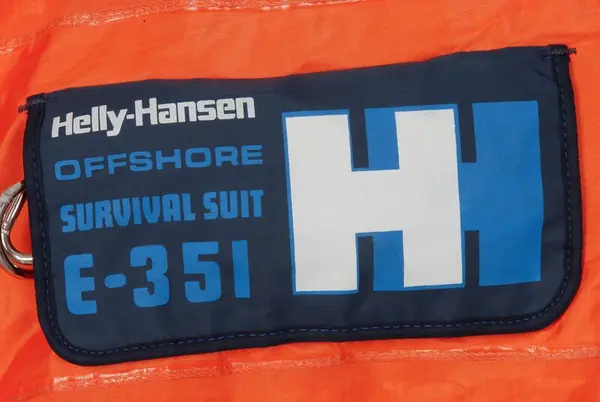 Helly-Hansen
OFFSHORE
SURVIVAL SUIT
E-351
HH